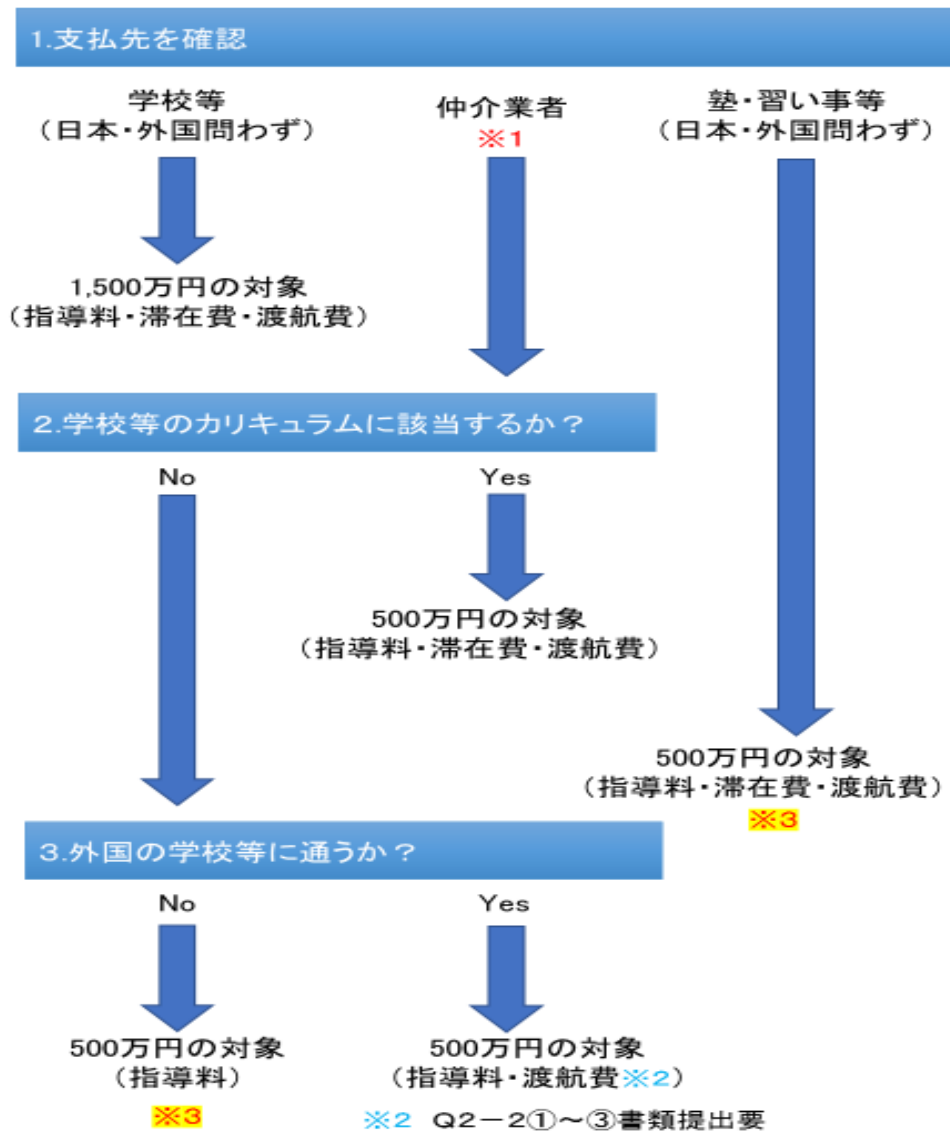 1.支払先を確認
学校等
（日本・外国問わず）
仲介業者
※1
塾・習い事等
（日本・外国問わず）
1,500万円の対象
（指導料・滞在費・渡航費）
２.学校等のカリキュラムに該当するか？
No
Yes
500万円の対象
（指導料・滞在費・渡航費）
500万円の対象
（指導料・滞在費・渡航費）
※3
３.外国の学校等に通うか？
No
Yes
500万円の対象
（指導料）
※3
500万円の対象
（指導料・渡航費※2）
※2 Q2－2①～③書類提出要